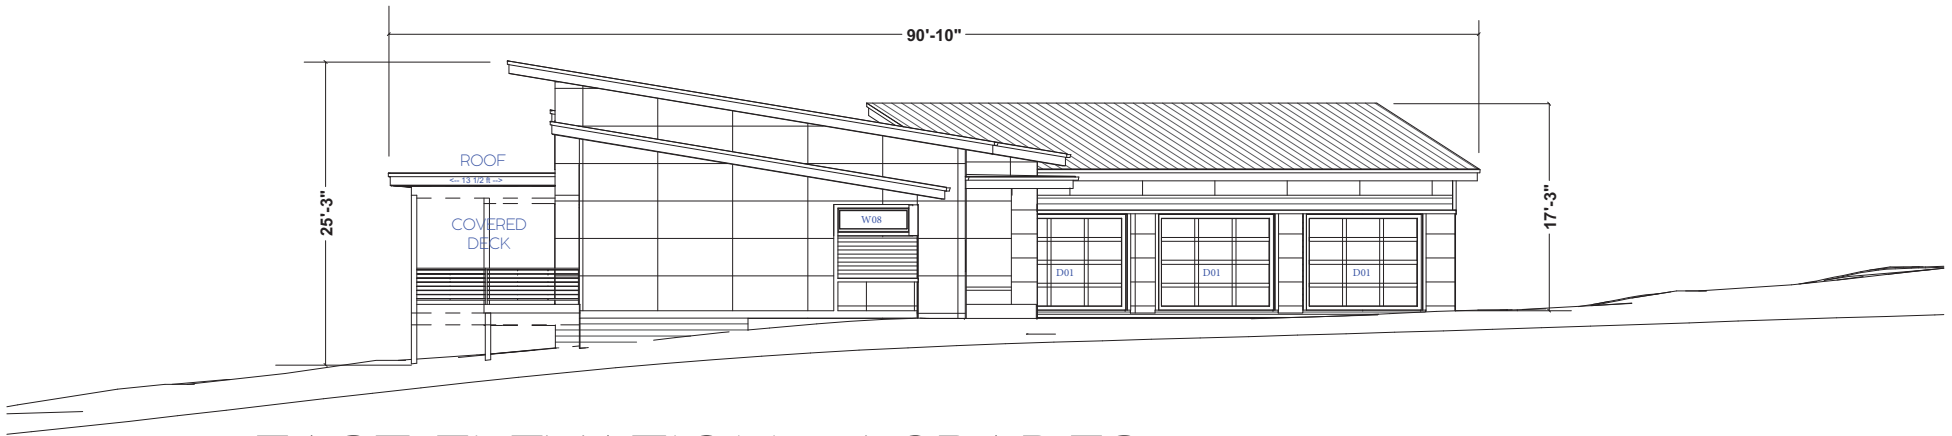 90'-10"
25'-3"
ROOF
<-- 13 1/2 ft -->
COVERED
DECK
W08
D01
D01
D01
17'-3"